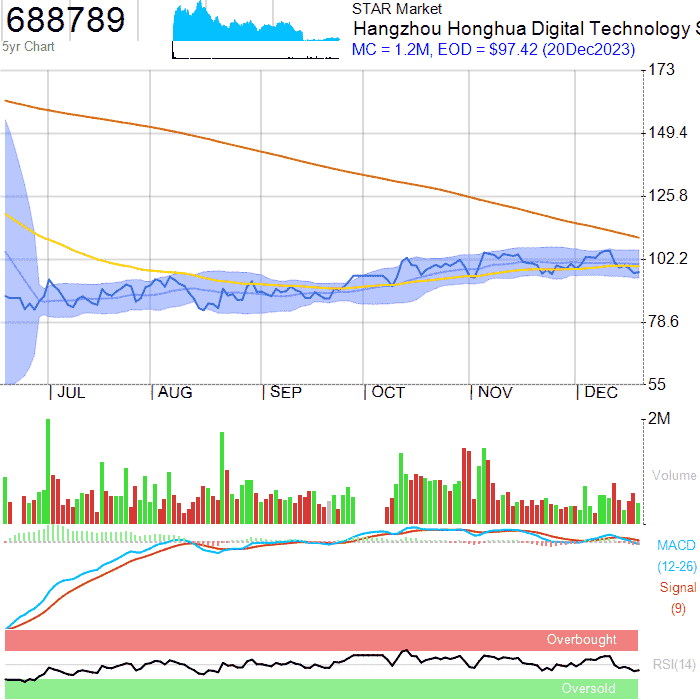 688789
5yr Chart
STAR Market
Hangzhou Honghua Digital Technology S
MC = 1.2M, EOD = $97.42 (20Dec2023)
173
149.4
125.8
102.2
78.6
55
JUL AUG SEP OCT NOV DEC
2M
Volume
MACD
(12-26)
Signal
(9)
Overbought
RSI(14)
Oversold